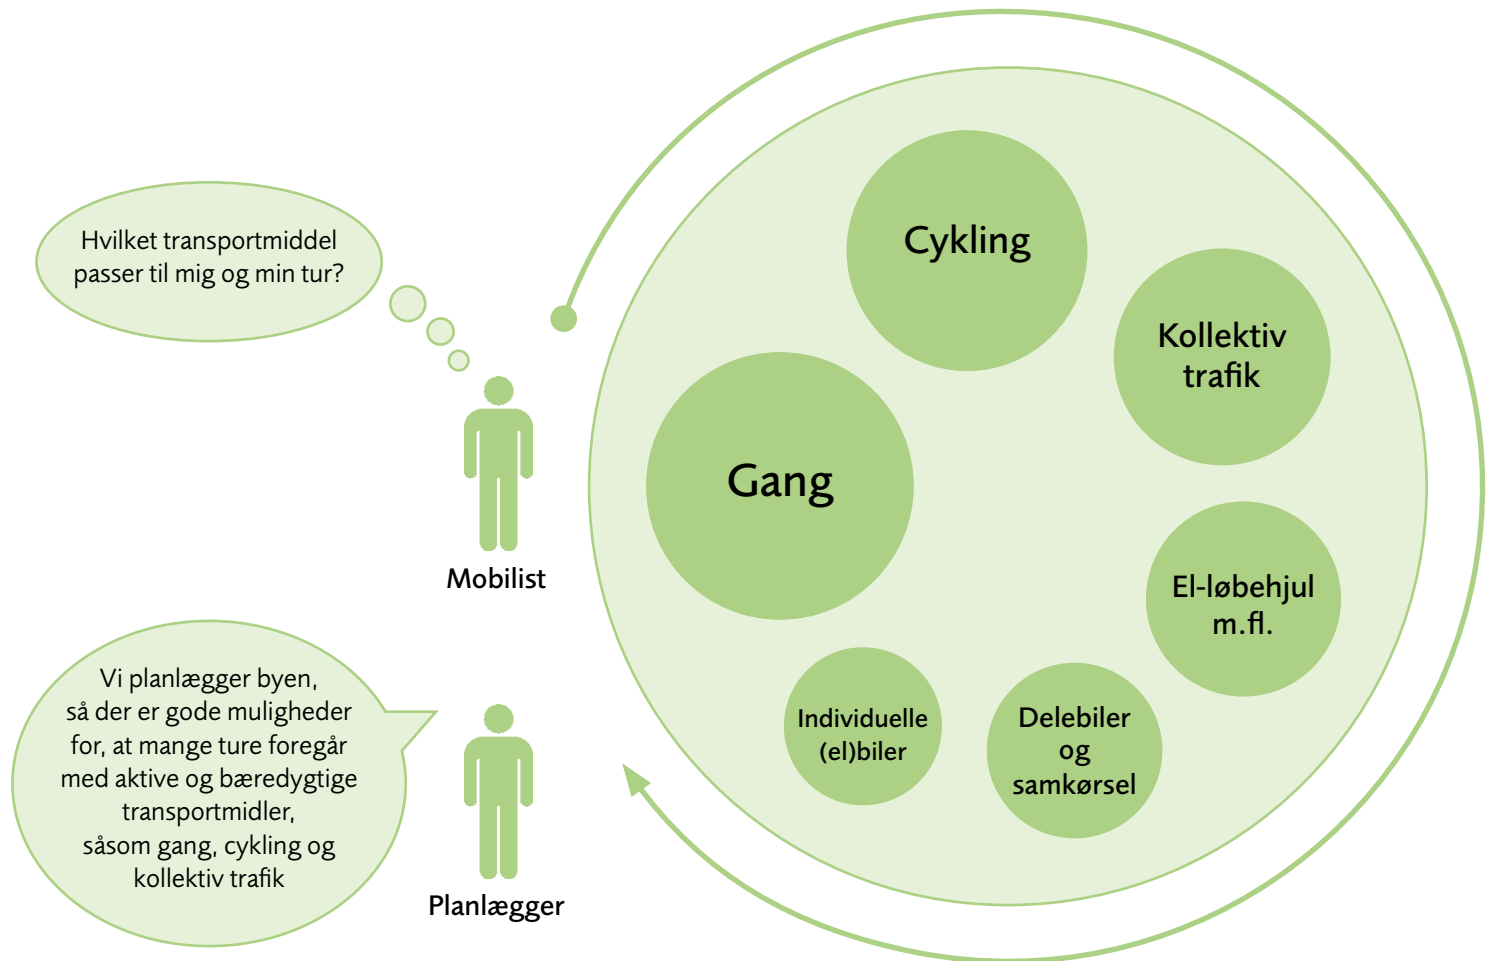 Hvilket transportmiddel
passer til mig og min tur?
Mobilist
Vi planlægger byen,
så der er gode muligheder
for, at mange ture foregår
med aktive og bæredygtige
transportmidler,
såsom gang, cykling og
kollektiv trafik
Planlægger
Gang
Cykling
Kollektiv
trafik
El-løbehjul
m.fl.
Delebiler
og
samkørsel
Individuelle
(el)biler